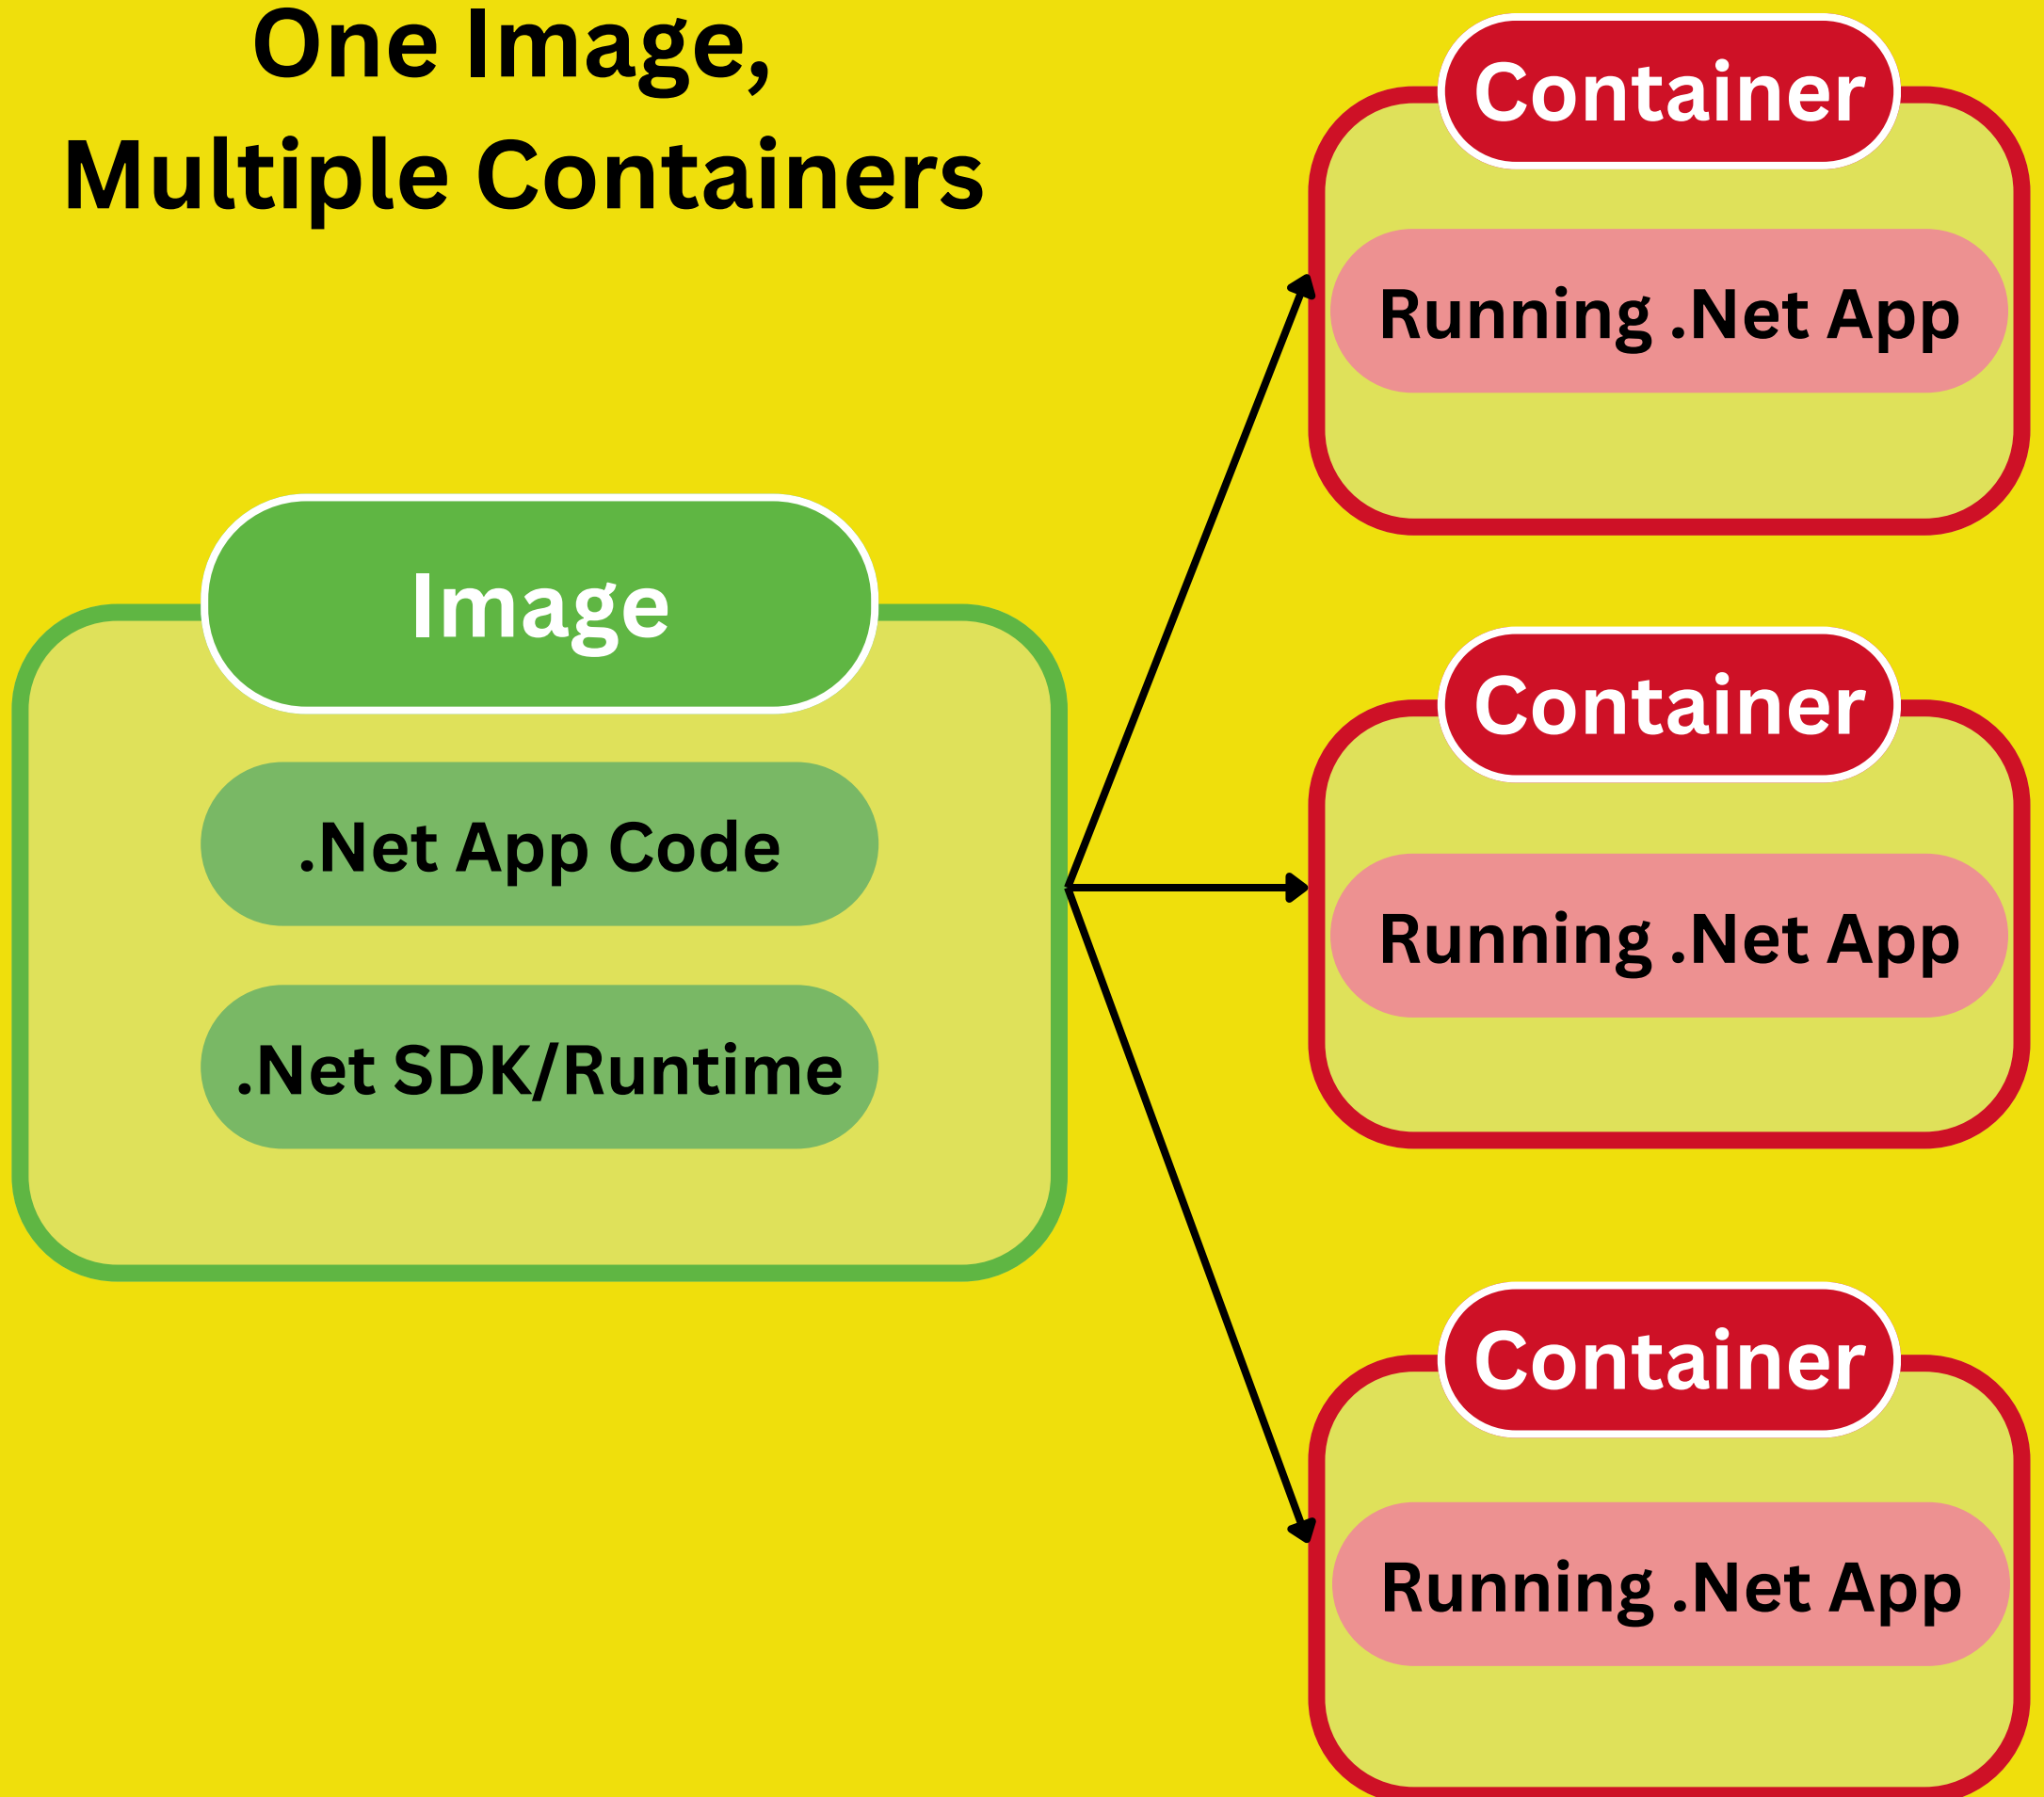 One Image,
Multiple Containers
Image
.Net App Code
.Net SDK/Runtime
Container
Running .Net App
Container
Running .Net App
Container
Running .Net App